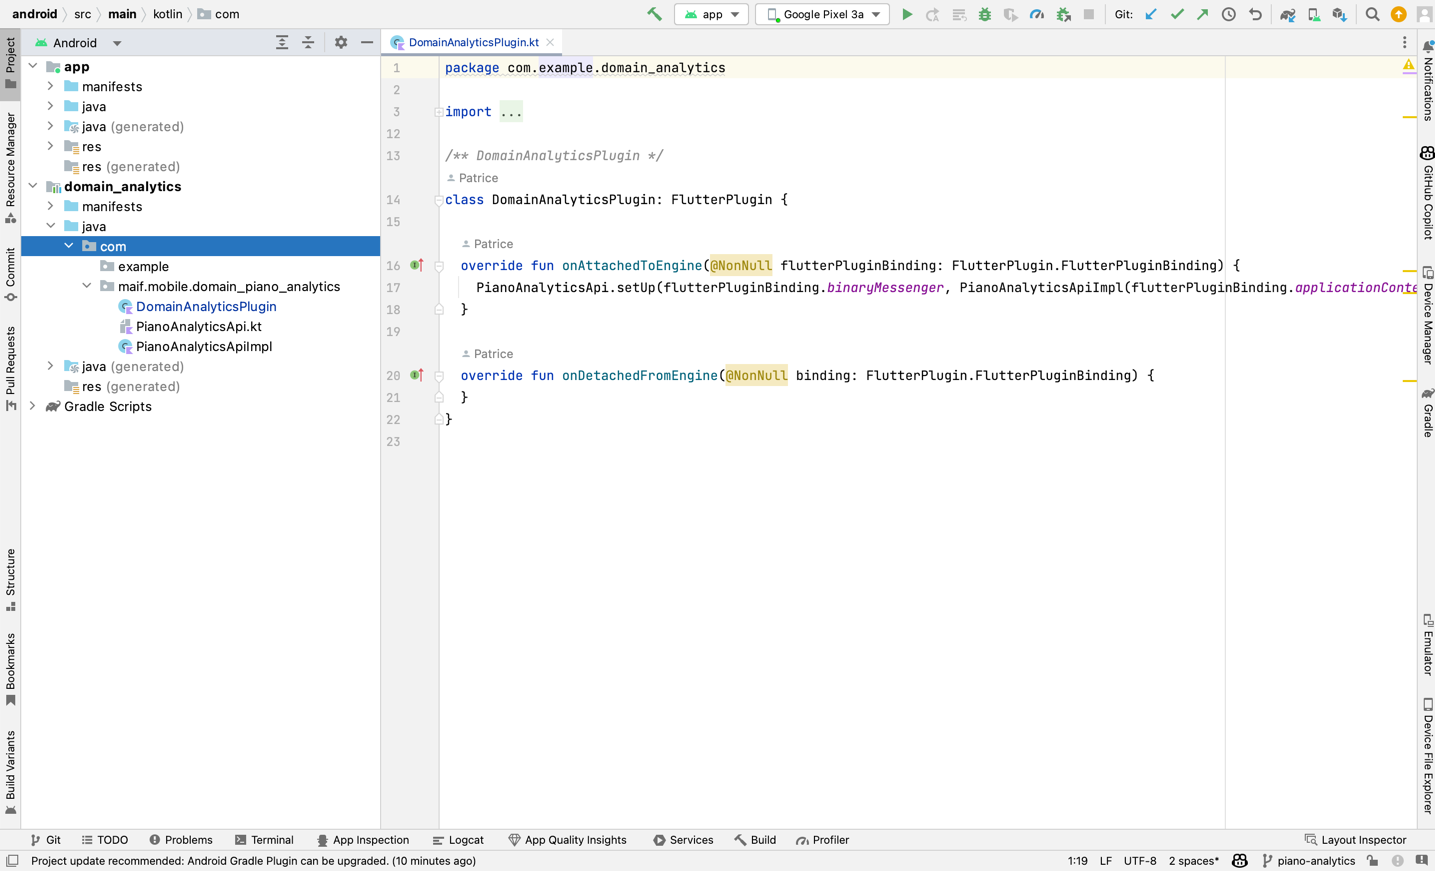 android src main kotlin com
app Google Pixel 3a Git:
Android
DomainAnalyticsPlugin.kt
Project
Resource Manager
Commit
Pull Requests
Structure
Bookmarks
Build Variants
app
manifests
java
java (generated)
res
res (generated)
domain_analytics
manifests
java
com
example
maif.mobile.domain_piano_analytics
DomainAnalyticsPlugin
PianoAnalyticsApi.kt
PianoAnalyticsApiImpl
java (generated)
res (generated)
Gradle Scripts
1 package com.example.domain_analytics
2
3 import ...
12
13 /** DomainAnalyticsPlugin */
Patrice
14 class DomainAnalyticsPlugin: FlutterPlugin {
15
Patrice
16 override fun onAttachedToEngine(@NonNull flutterPluginBinding: FlutterPlugin.FlutterPluginBinding) {
17 PianoAnalyticsApi.setUp(flutterPluginBinding.binaryMessenger, PianoAnalyticsApiImpl(flutterPluginBinding.applicationConte
18 }
19
Patrice
20 override fun onDetachedFromEngine(@NonNull binding: FlutterPlugin.FlutterPluginBinding) {
21 }
22 }
23
Notifications
GitHub Copilot
Device Manager
Gradle
Emulator
Device File Explorer
Git TODO Problems Terminal App Inspection Logcat App Quality Insights Services Build Profiler Layout Inspector
Project update recommended: Android Gradle Plugin can be upgraded. (10 minutes ago) 1:19 LF UTF-8 2 spaces* piano-analytics